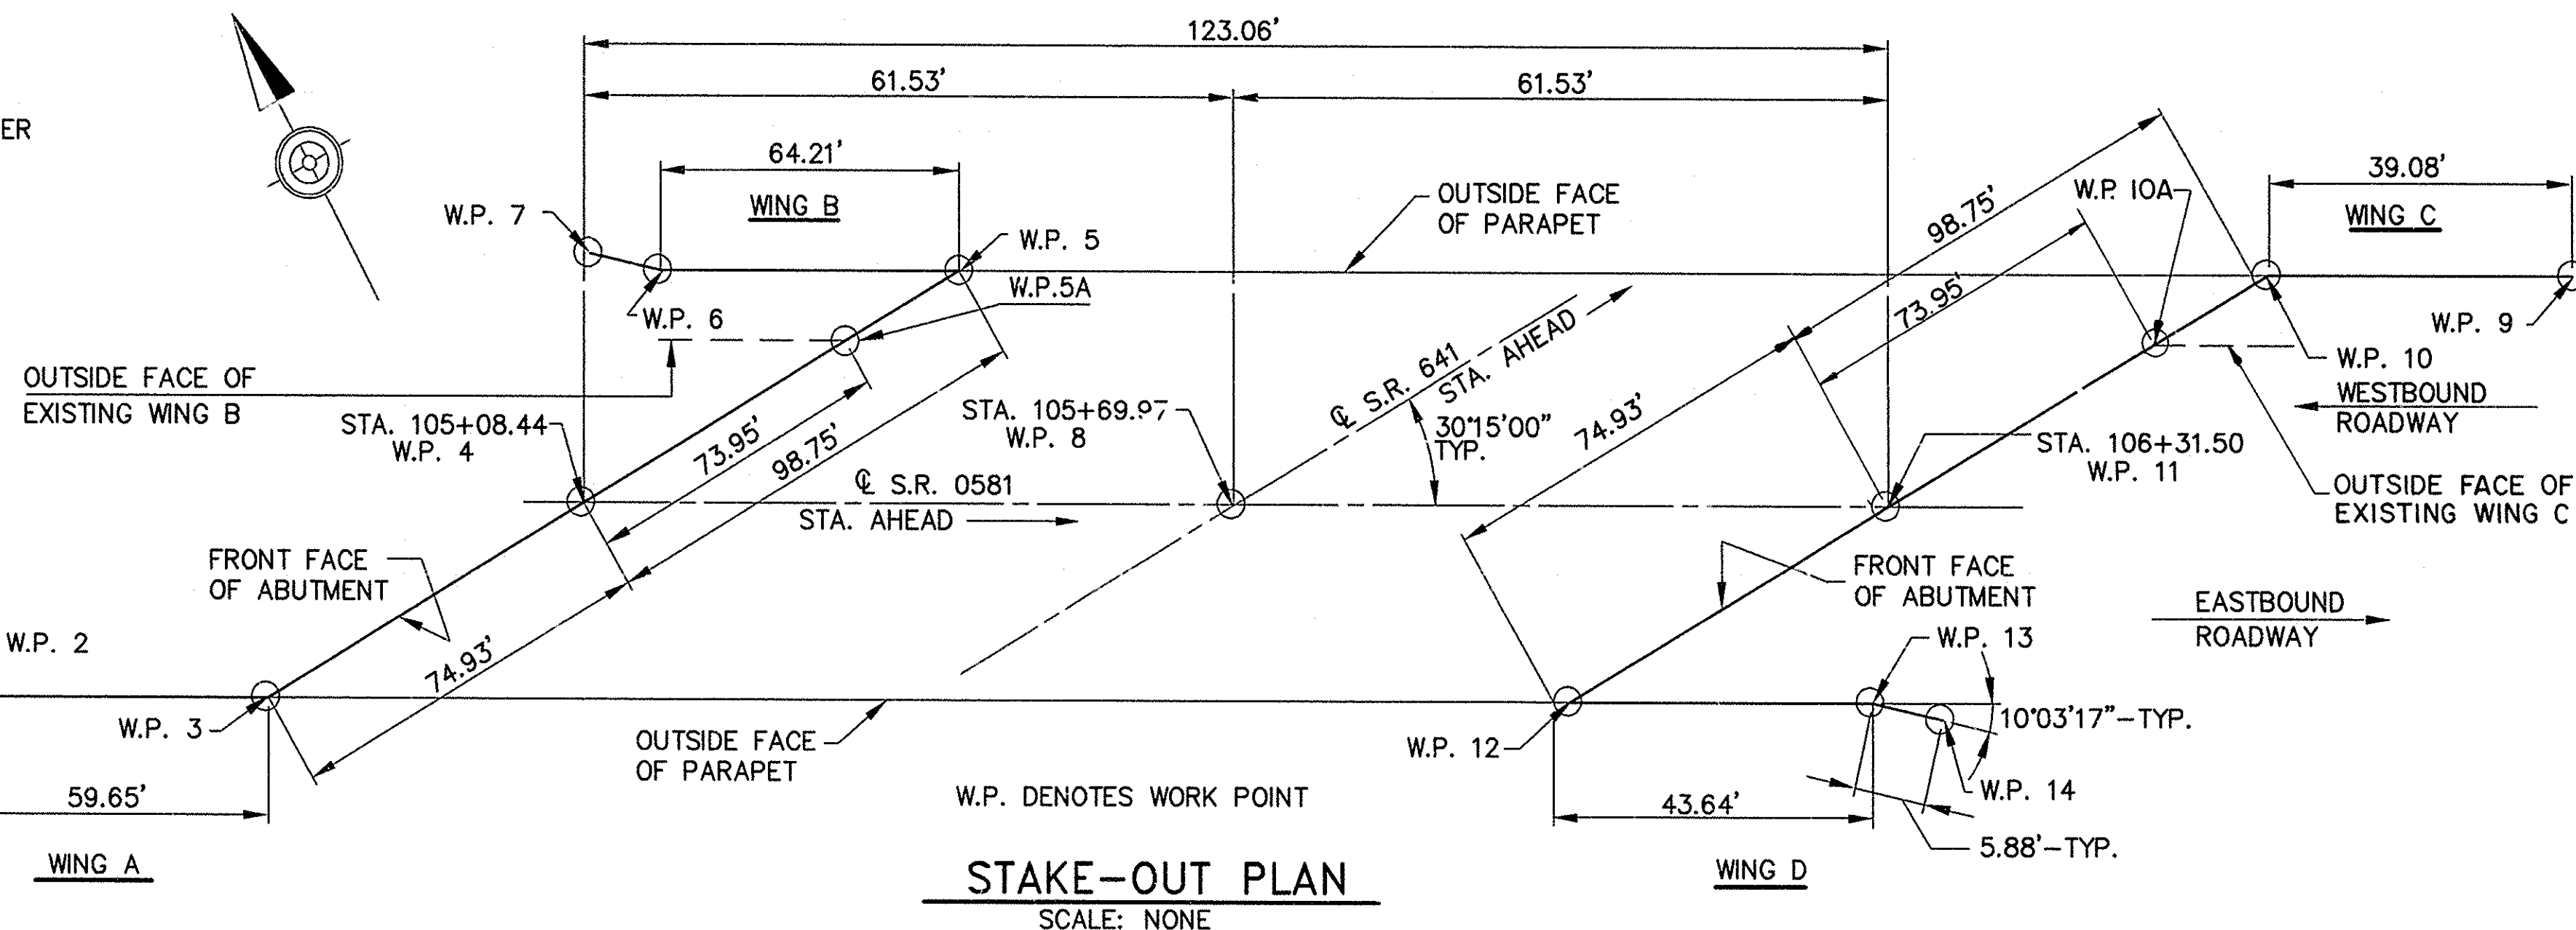 123.06'
61.53'
61.53'
ER
64.21'
WING B
W.P. 7
W.P. 5
W.P.5A
W.P. 6
OUTSIDE FACE
OF PARAPET
98.75'
73.95'
W.P. 10A
39.08'
WING C
W.P. 9
W.P. 10
WESTBOUND
ROADWAY
OUTSIDE FACE OF
EXISTING WING B
STA. 105+08.44
W.P. 4
73.95'
98.75'
STA. 105+69.97
W.P. 8
℄ S.R. 641
STA. AHEAD
30°15'00"
TYP.
74.93'
STA. 106+31.50
W.P. 11
OUTSIDE FACE OF
EXISTING WING C
℄ S.R. 0581
STA. AHEAD
FRONT FACE
OF ABUTMENT
FRONT FACE
OF ABUTMENT
EASTBOUND
ROADWAY
W.P. 2
74.93'
W.P. 13
W.P. 3
OUTSIDE FACE
OF PARAPET
W.P. 12
10°03'17"-TYP.
W.P. 14
59.65'
W.P. DENOTES WORK POINT
43.64'
5.88'-TYP.
WING A
STAKE-OUT PLAN
SCALE: NONE
WING D